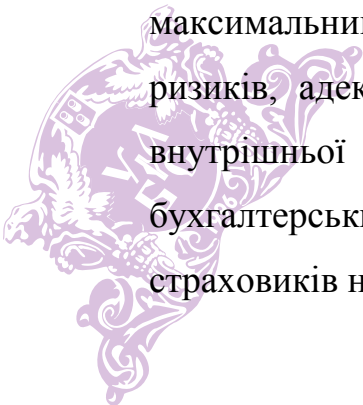 максимальни
ризиків, адек
внутрішньої
бухгалтерськ
страховиків н